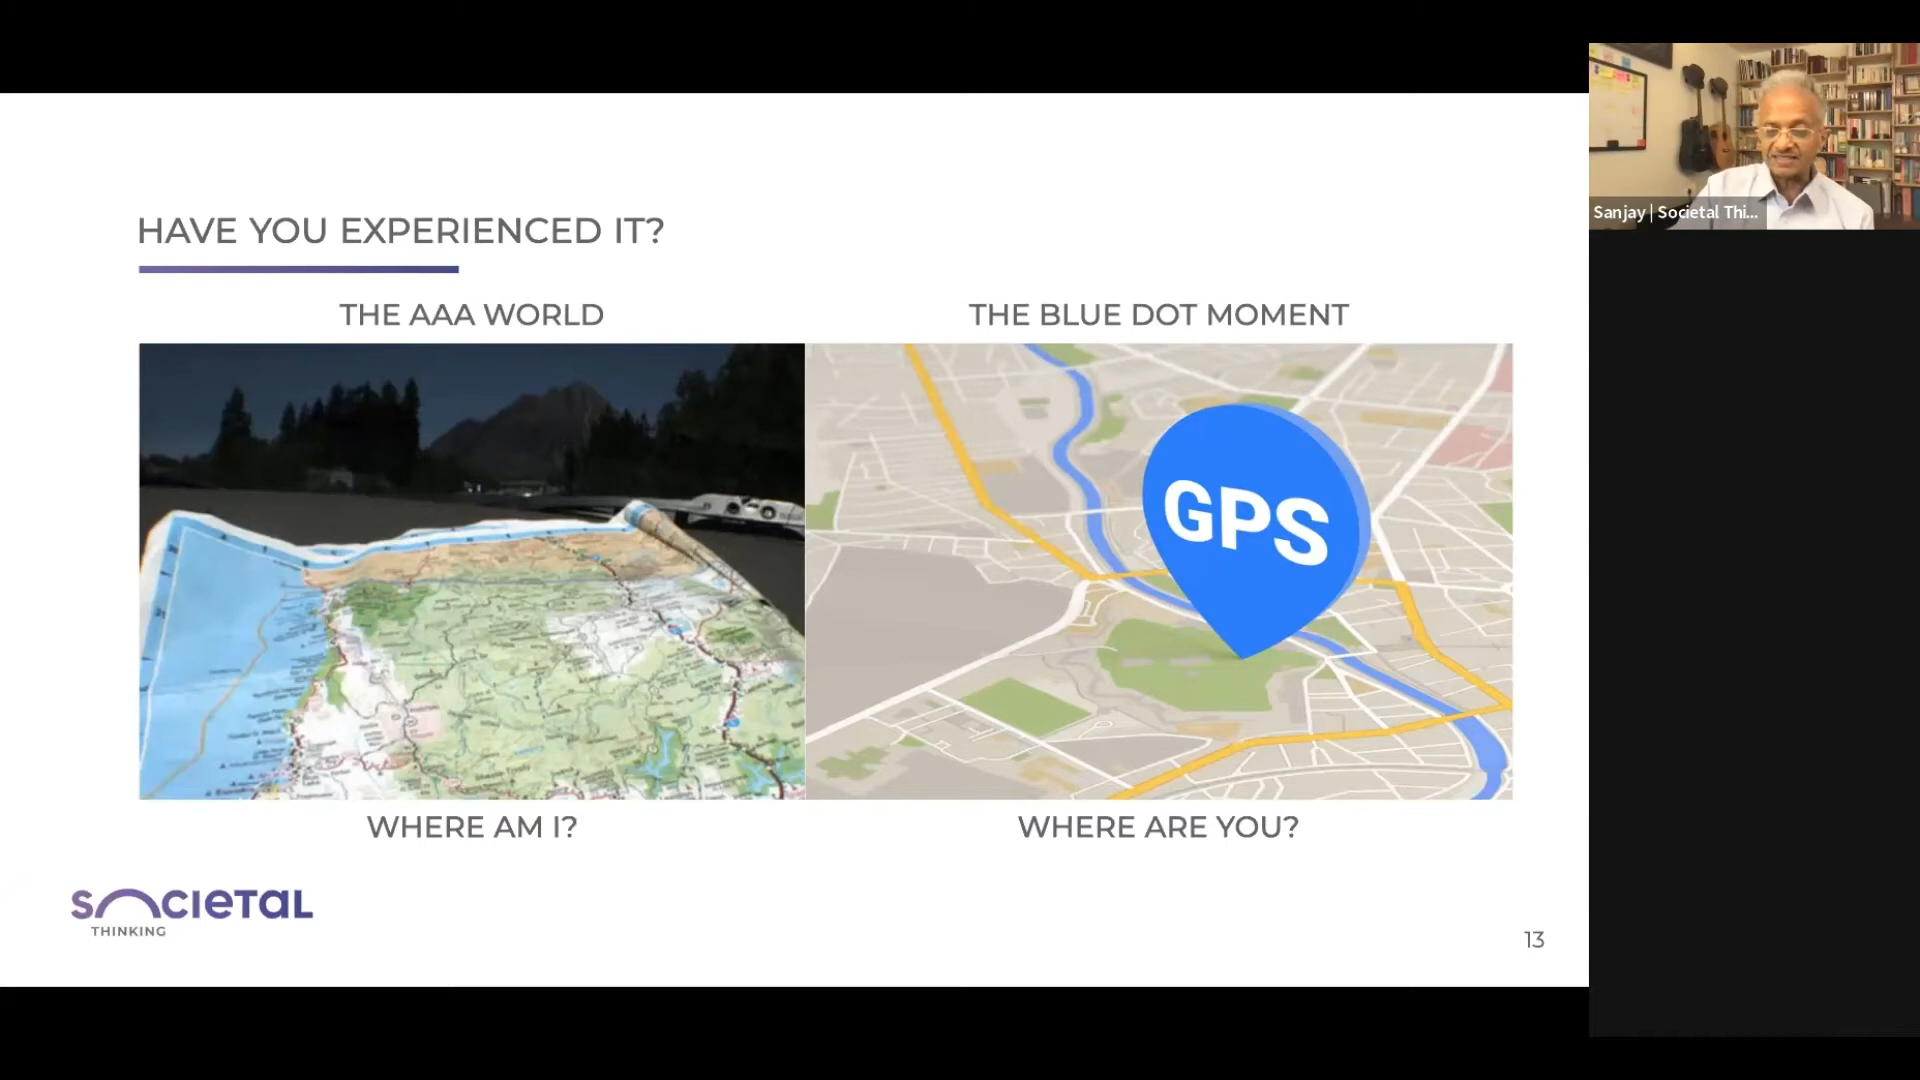 HAVE YOU EXPERIENCED IT?
THE AAA WORLD
THE BLUE DOT MOMENT
GPS
WHERE AM I?
WHERE ARE YOU?
SOCIETAL
THINKING
13
Sanjay | Societal Thi...